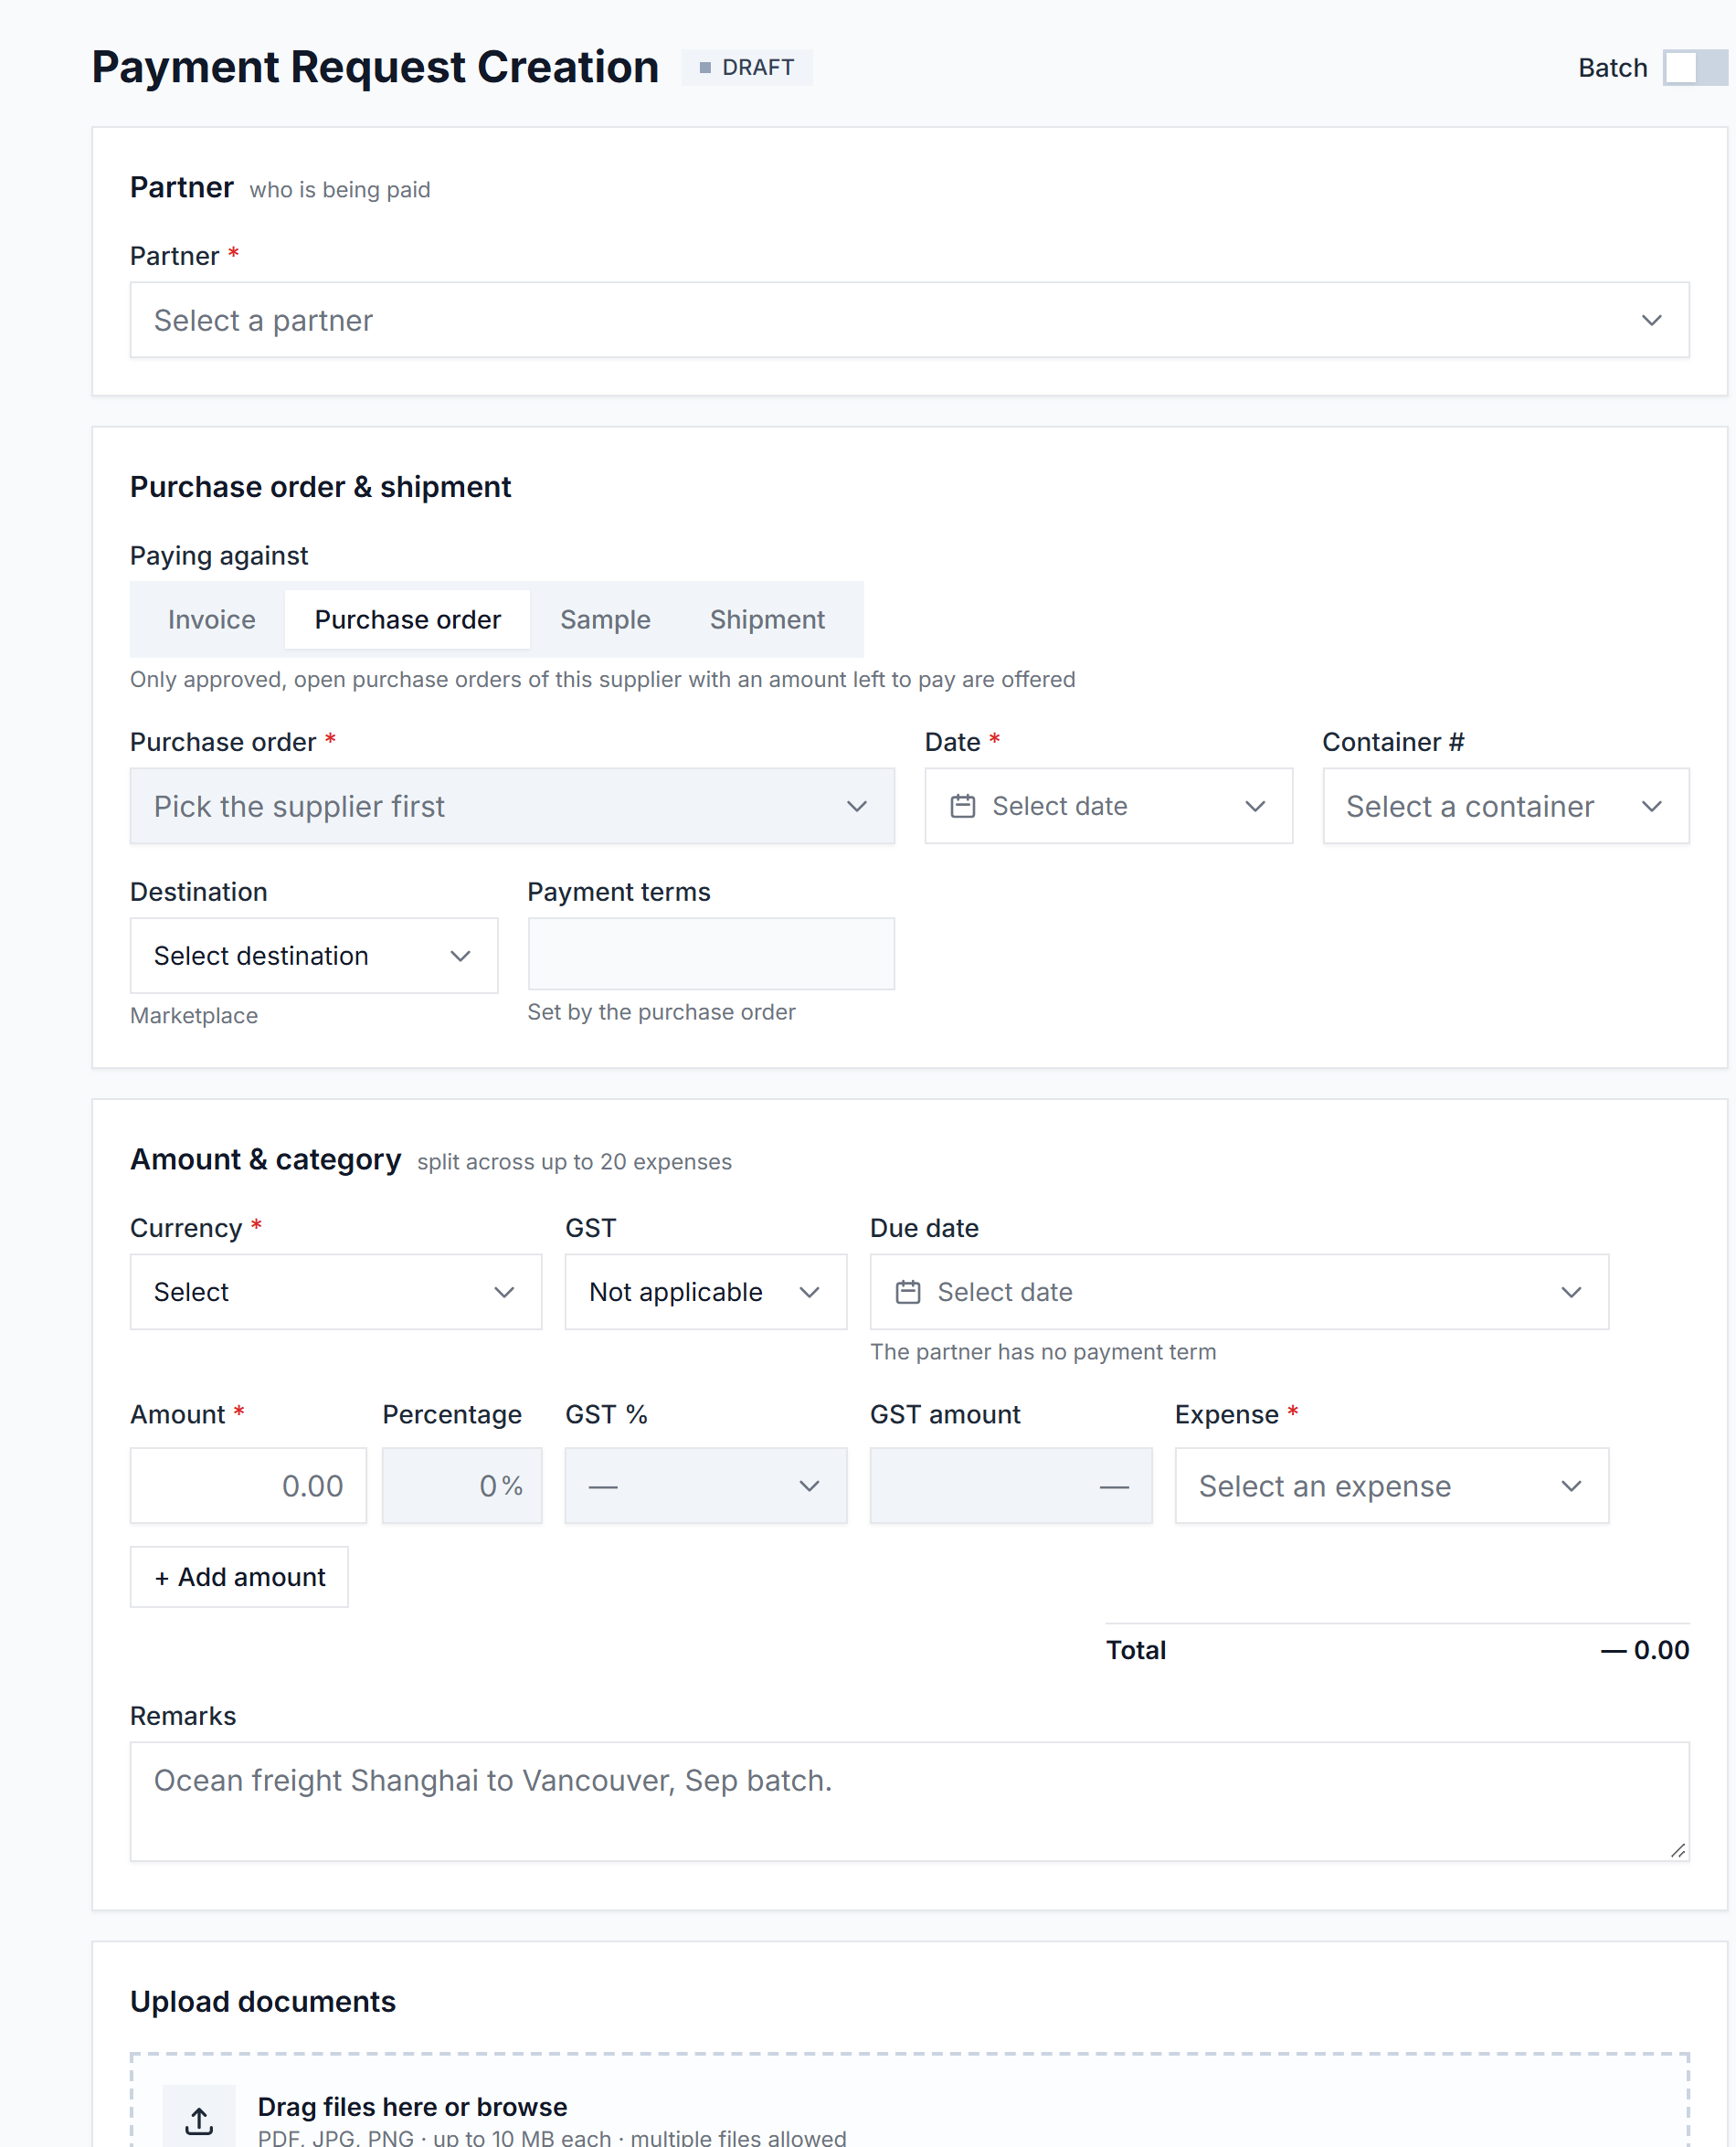 Payment Request Creation DRAFT Batch
Partner who is being paid
Partner *
Select a partner
Purchase order & shipment
Paying against
Invoice Purchase order Sample Shipment
Only approved, open purchase orders of this supplier with an amount left to pay are offered
Purchase order * Date * Container #
Pick the supplier first Select date Select a container
Destination Payment terms
Select destination
Marketplace Set by the purchase order
Amount & category split across up to 20 expenses
Currency * GST Due date
Select Not applicable Select date
The partner has no payment term
Amount * Percentage GST % GST amount Expense *
0.00 0% — — Select an expense
+ Add amount
Total — 0.00
Remarks
Ocean freight Shanghai to Vancouver, Sep batch.
Upload documents
Drag files here or browse
PDF, JPG, PNG · up to 10 MB each · multiple files allowed